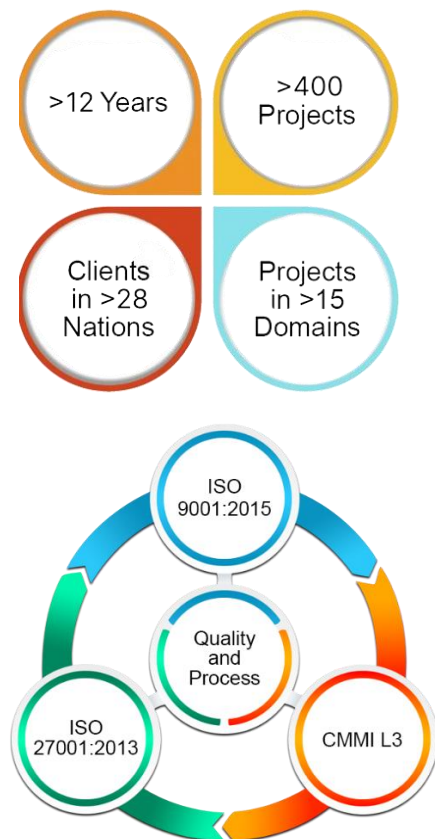 >12 Years
>400
Projects
Clients
in >28
Nations
Projects
in >15
Domains
ISO
9001:2015
Quality
and
Process
ISO
27001:2013
CMMI L3